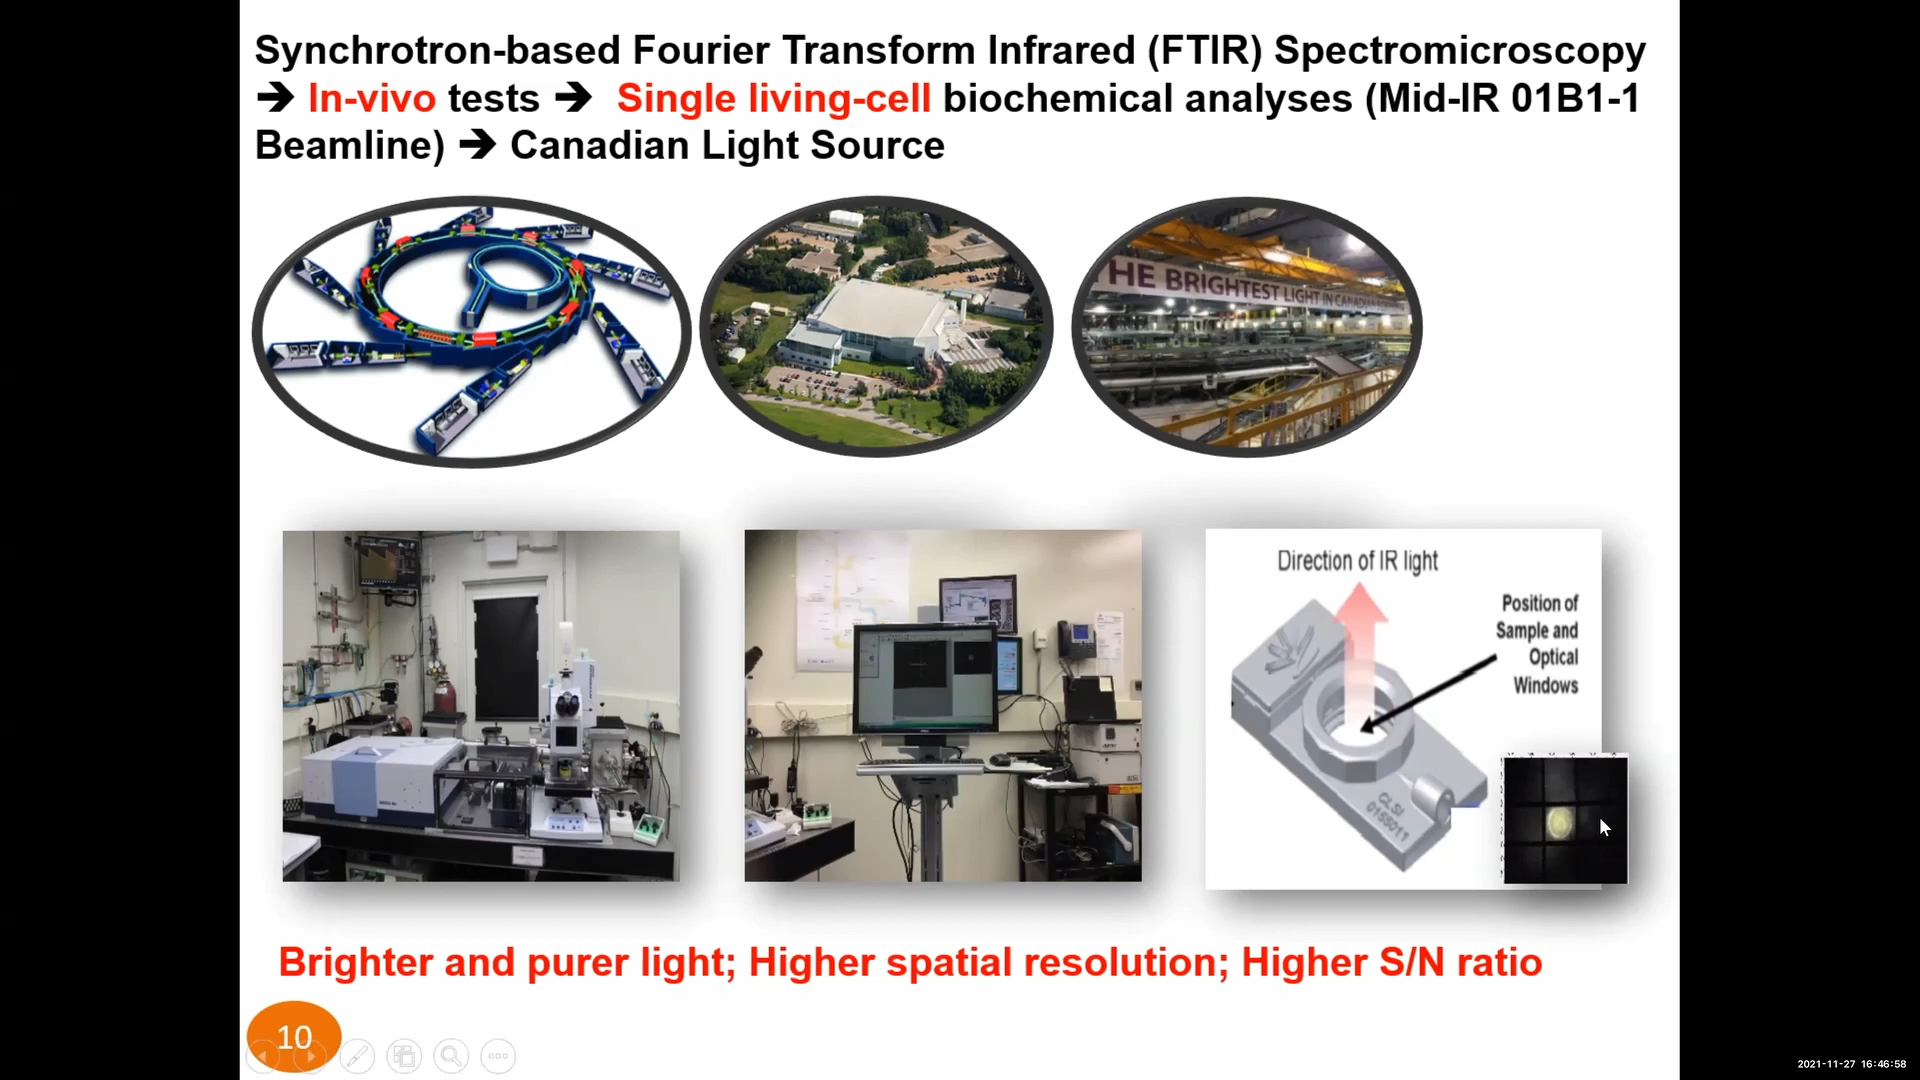 Synchrotron-based Fourier Transform Infrared (FTIR) Spectromicroscopy
➔ In-vivo tests ➔ Single living-cell biochemical analyses (Mid-IR 01B1-1
Beamline) ➔ Canadian Light Source
THE BRIGHTEST LIGHT IN CANADA
Direction of IR light
Position of
Sample and
Optical
Windows
CLSI
0155011
Brighter and purer light; Higher spatial resolution; Higher S/N ratio
10
2021-11-27 16:46:58